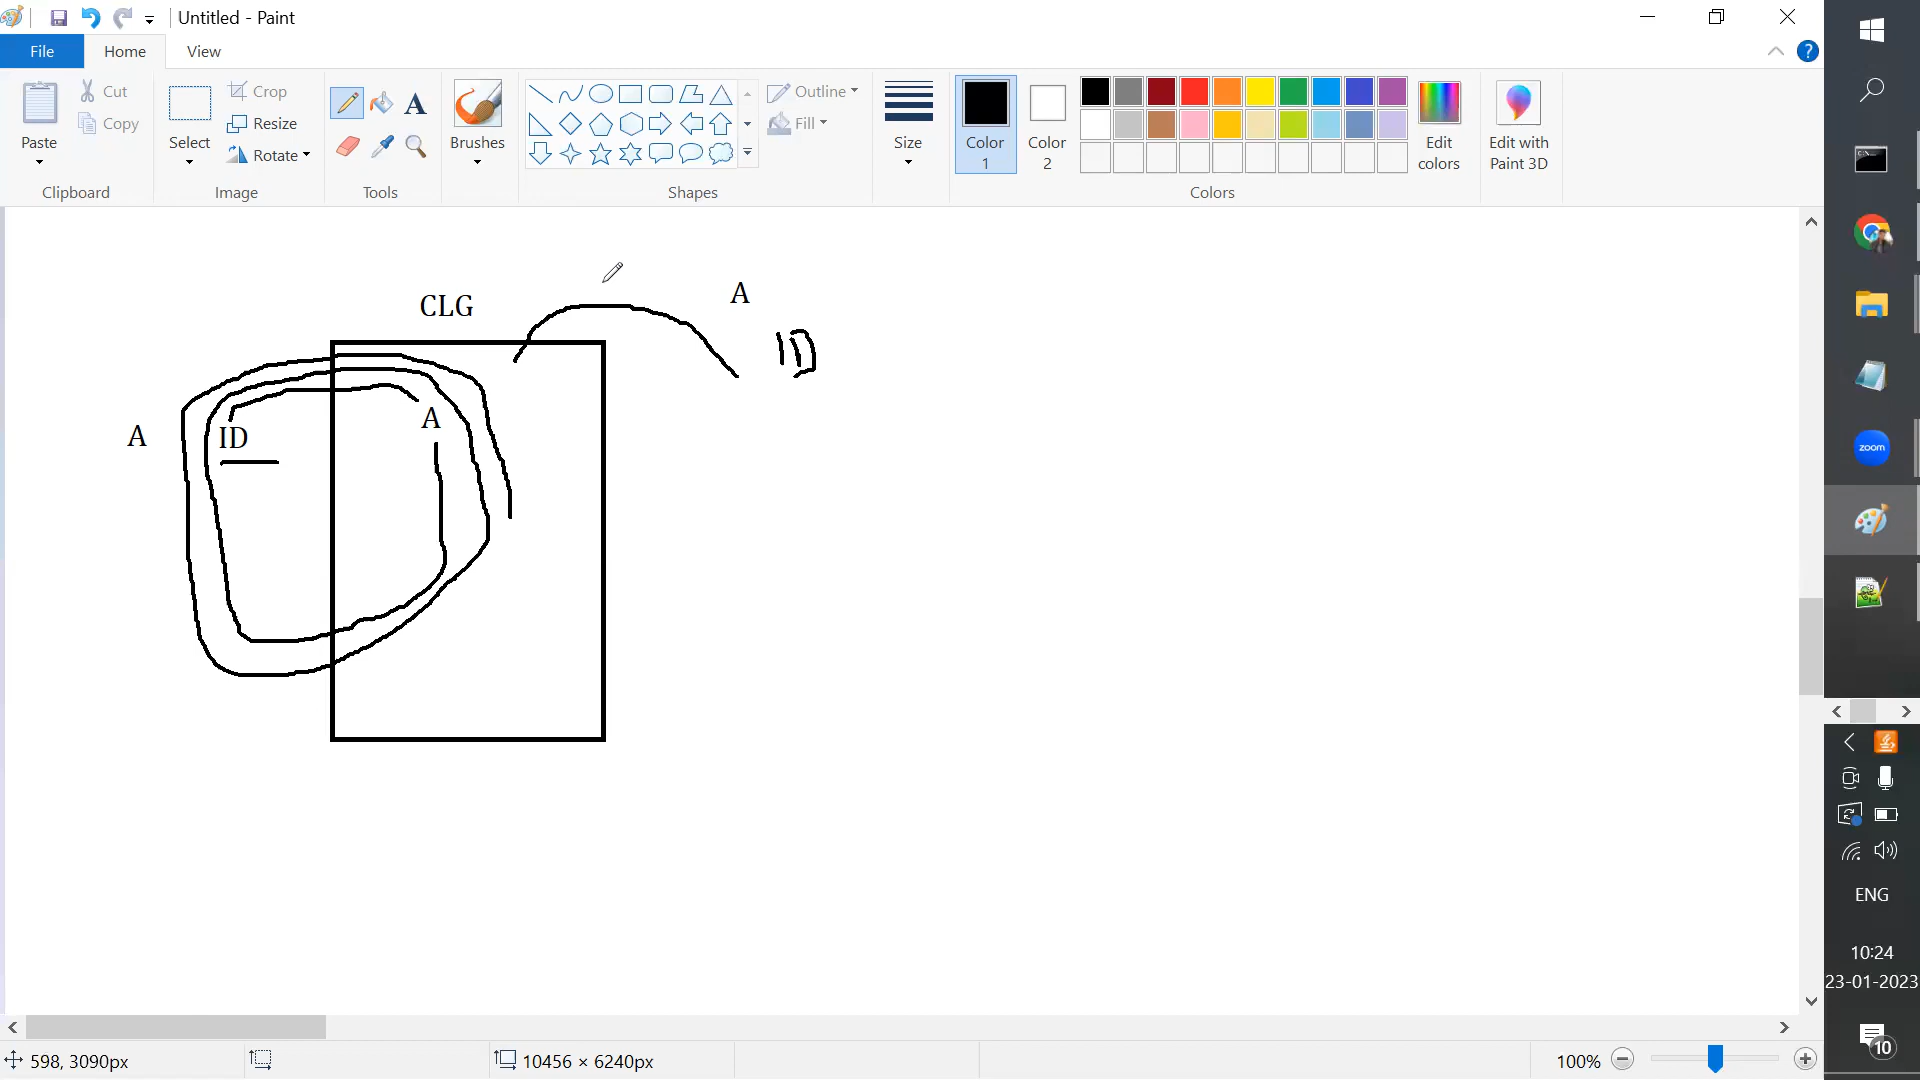 Untitled - Paint
File
Home
View
?
Paste
Cut
Copy
Clipboard
Select
Crop
Resize
Rotate
Image
A
Tools
Brushes
Shapes
Outline
Fill
Size
Color
1
Color
2
Edit
colors
Edit with
Paint 3D
Colors
CLG
A
ID
A
ID
A
zoom
ENG
10:24
23-01-2023
10
598, 3090px
10456 × 6240px
100%